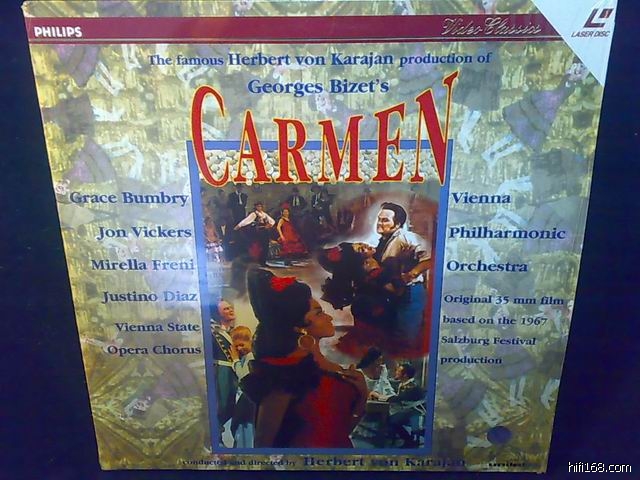 PHILIPS
Video Classics
LASER DISC
The famous Herbert von Karajan production of
Georges Bizet's
CARMEN
Grace Bumbry
Jon Vickers
Mirella Freni
Justino Diaz
Vienna State
Opera Chorus
Vienna
Philharmonic
Orchestra
Original 35 mm film
based on the 1967
Salzburg Festival
production
conducted and directed by Herbert von Karajan
hifi168.com